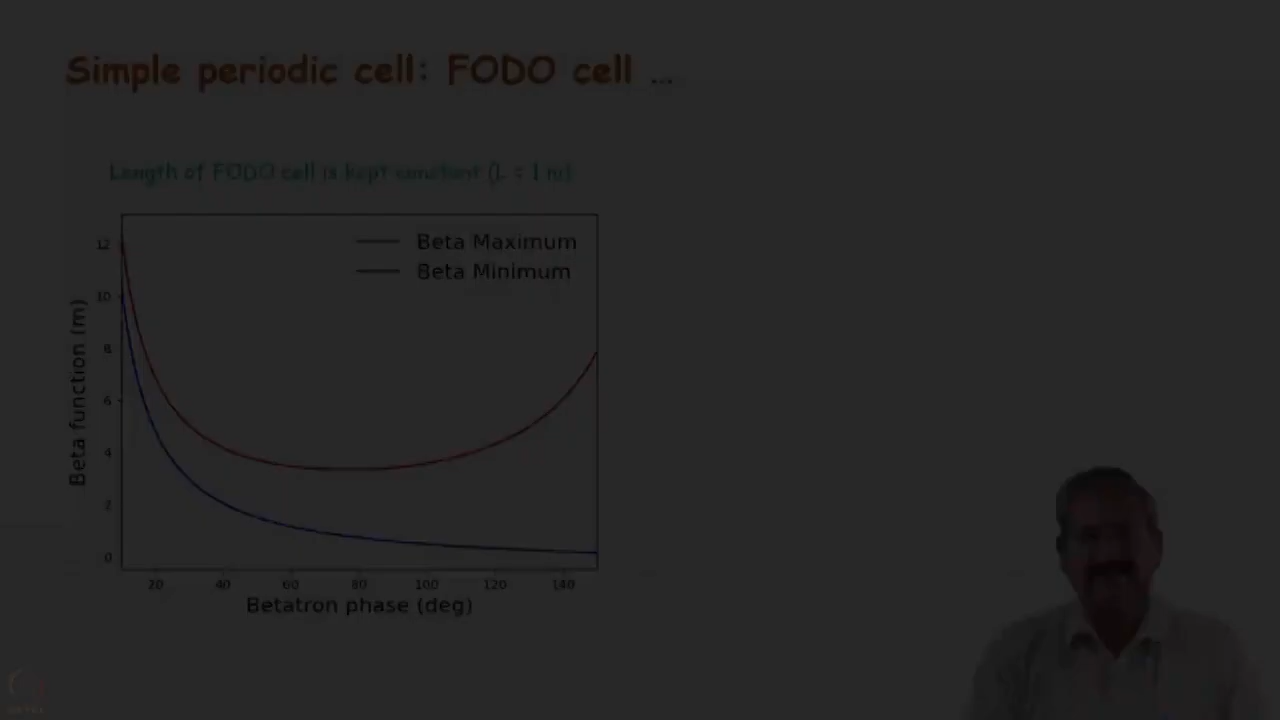 Simple periodic cell: FODO cell ...
Length of FODO cell is kept constant (L = 1 m)
Beta Maximum
Beta Minimum
Beta function (m)
12
10
8
6
4
2
0
20 40 60 80 100 120 140
Betatron phase (deg)
NPTEL